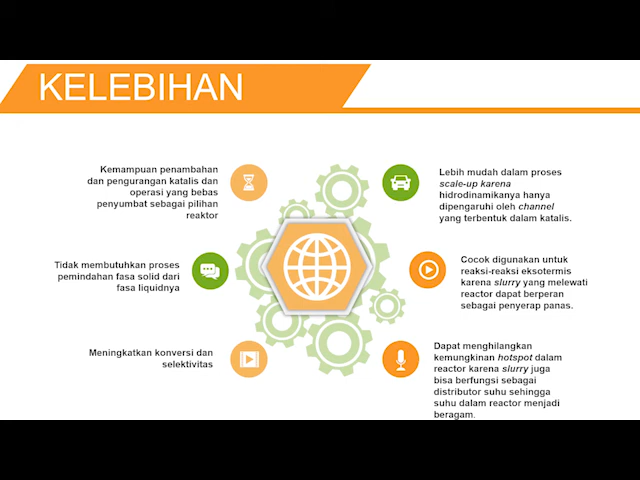 KELEBIHAN
Kemampuan penambahan
dan pengurangan katalis dan
operasi yang bebas
penyumbat sebagai pilihan
reaktor
Tidak membutuhkan proses
pemindahan fasa solid dari
fasa liquidnya
Meningkatkan konversi dan
selektivitas
Lebih mudah dalam proses
scale-up karena
hidrodinamikanya hanya
dipengaruhi oleh channel
yang terbentuk dalam katalis.
Cocok digunakan untuk
reaksi-reaksi eksotermis
karena slurry yang melewati
reactor dapat berperan
sebagai penyerap panas.
Dapat menghilangkan
kemungkinan hotspot dalam
reactor karena slurry juga
bisa berfungsi sebagai
distributor suhu sehingga
suhu dalam reactor menjadi
beragam.